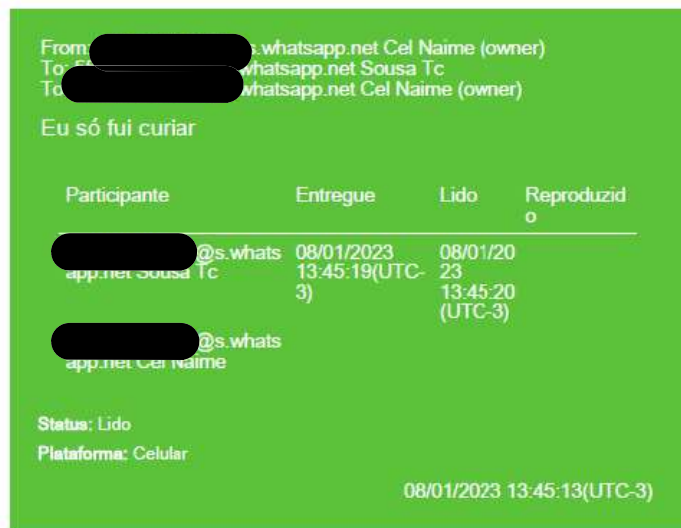 From: s.whatsapp.net Cel Naime (owner)
To: whatsapp.net Sousa Tc
To whatsapp.net Cel Naime (owner)
Eu só fui curiar
Participante Entregue Lido Reproduzid
o
@s.whats 08/01/2023 08/01/20
app.net Sousa Tc 13:45:19(UTC- 23
3) 13:45:20
(UTC-3)
@s.whats
app.net Cel Naime
Status: Lido
Plataforma: Celular
08/01/2023 13:45:13(UTC-3)